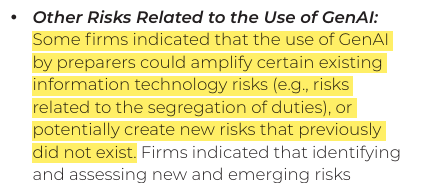 • Other Risks Related to the Use of GenAI:
Some firms indicated that the use of GenAI
by preparers could amplify certain existing
information technology risks (e.g., risks
related to the segregation of duties), or
potentially create new risks that previously
did not exist. Firms indicated that identifying
and assessing new and emerging risks